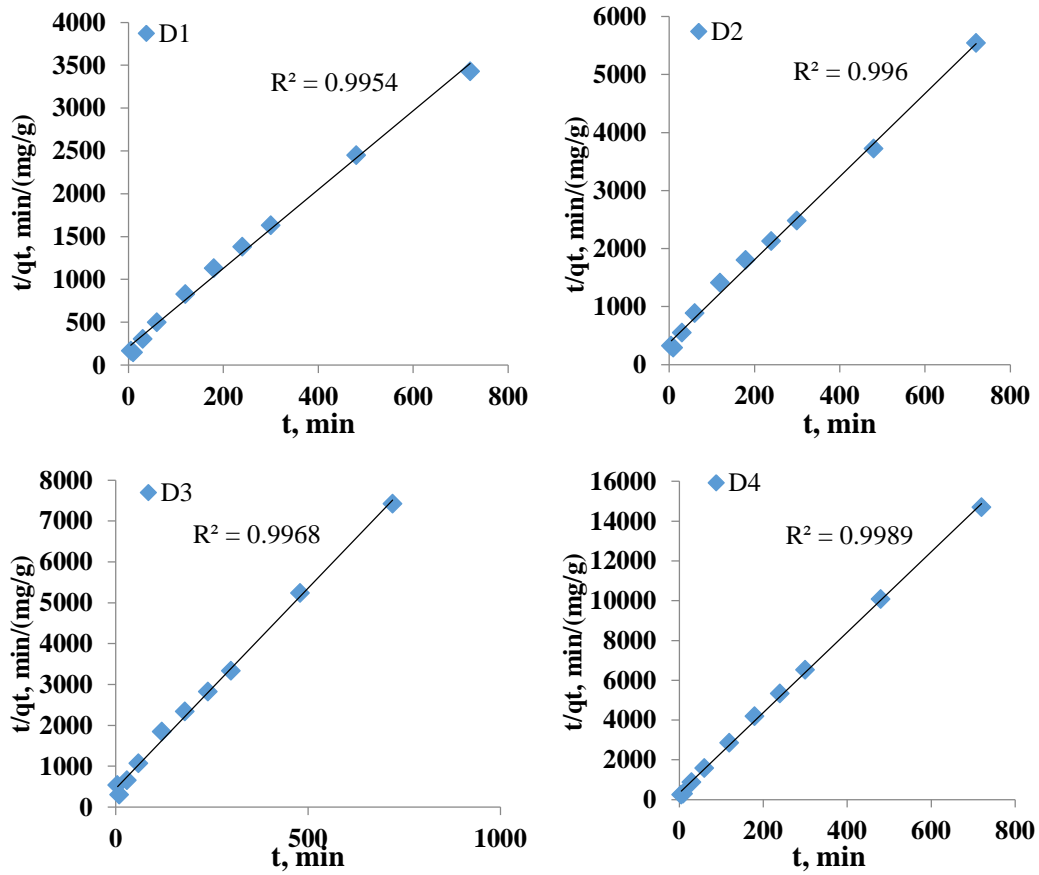 D1
R² = 0.9954
t/qt, min/(mg/g)
4000
3500
3000
2500
2000
1500
1000
500
0
0 200 400 600 800
t, min
D2
R² = 0.996
t/qt, min/(mg/g)
6000
5000
4000
3000
2000
1000
0
0 200 400 600 800
t, min
D3
R² = 0.9968
t/qt, min/(mg/g)
8000
7000
6000
5000
4000
3000
2000
1000
0
0 500 1000
t, min
D4
R² = 0.9989
t/qt, min/(mg/g)
16000
14000
12000
10000
8000
6000
4000
2000
0
0 200 400 600 800
t, min